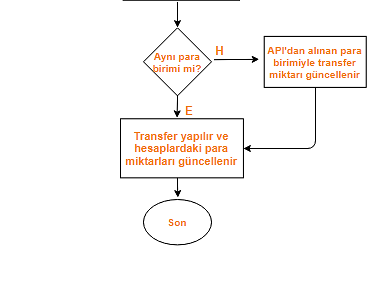 Aynı para
birimi mi?
H
API'dan alınan para
birimiyle transfer
miktarı güncellenir
E
Transfer yapılır ve
hesaplardaki para
miktarları güncellenir
Son